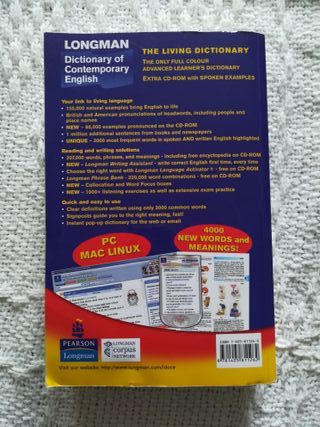 LONGMAN
Dictionary of Contemporary English
THE LIVING DICTIONARY
THE ONLY FULL COLOUR
ADVANCED LEARNER'S DICTIONARY
EXTRA CD-ROM WITH SPOKEN EXAMPLES
Your link to living language
• 155,000 natural examples bring English to life
• British and American pronunciations of headwords, including people and
place names
• NEW – 88,000 examples pronounced on the CD-ROM
• 1 million additional sentences from books and newspapers
• UNIQUE – 3000 most frequent words in spoken AND written English highlighted
Reading and writing solutions
• 207,000 words, phrases, and meanings - including free encyclopedia on CD-ROM
• NEW – Longman Writing Assistant - write correct English first time, every time
• Choose the right word with Longman Language Activator ® - free on CD-ROM
• Longman Phrase Bank - 220,000 word combinations - free on CD-ROM
• NEW – Collocation and Word Focus boxes
• NEW – 1000+ listening exercises as well as extensive exam practice
Quick and easy to use
• Clear definitions written using only 2000 common words
• Signposts guide you to the right meaning, fast!
• Instant pop-up dictionary for the web or email
PC
MAC LINUX
4000
NEW WORDS and
MEANINGS!
PEARSON
Longman
LONGMAN
corpus
NETWORK
Visit our website at http://www.longman.com/ldoce